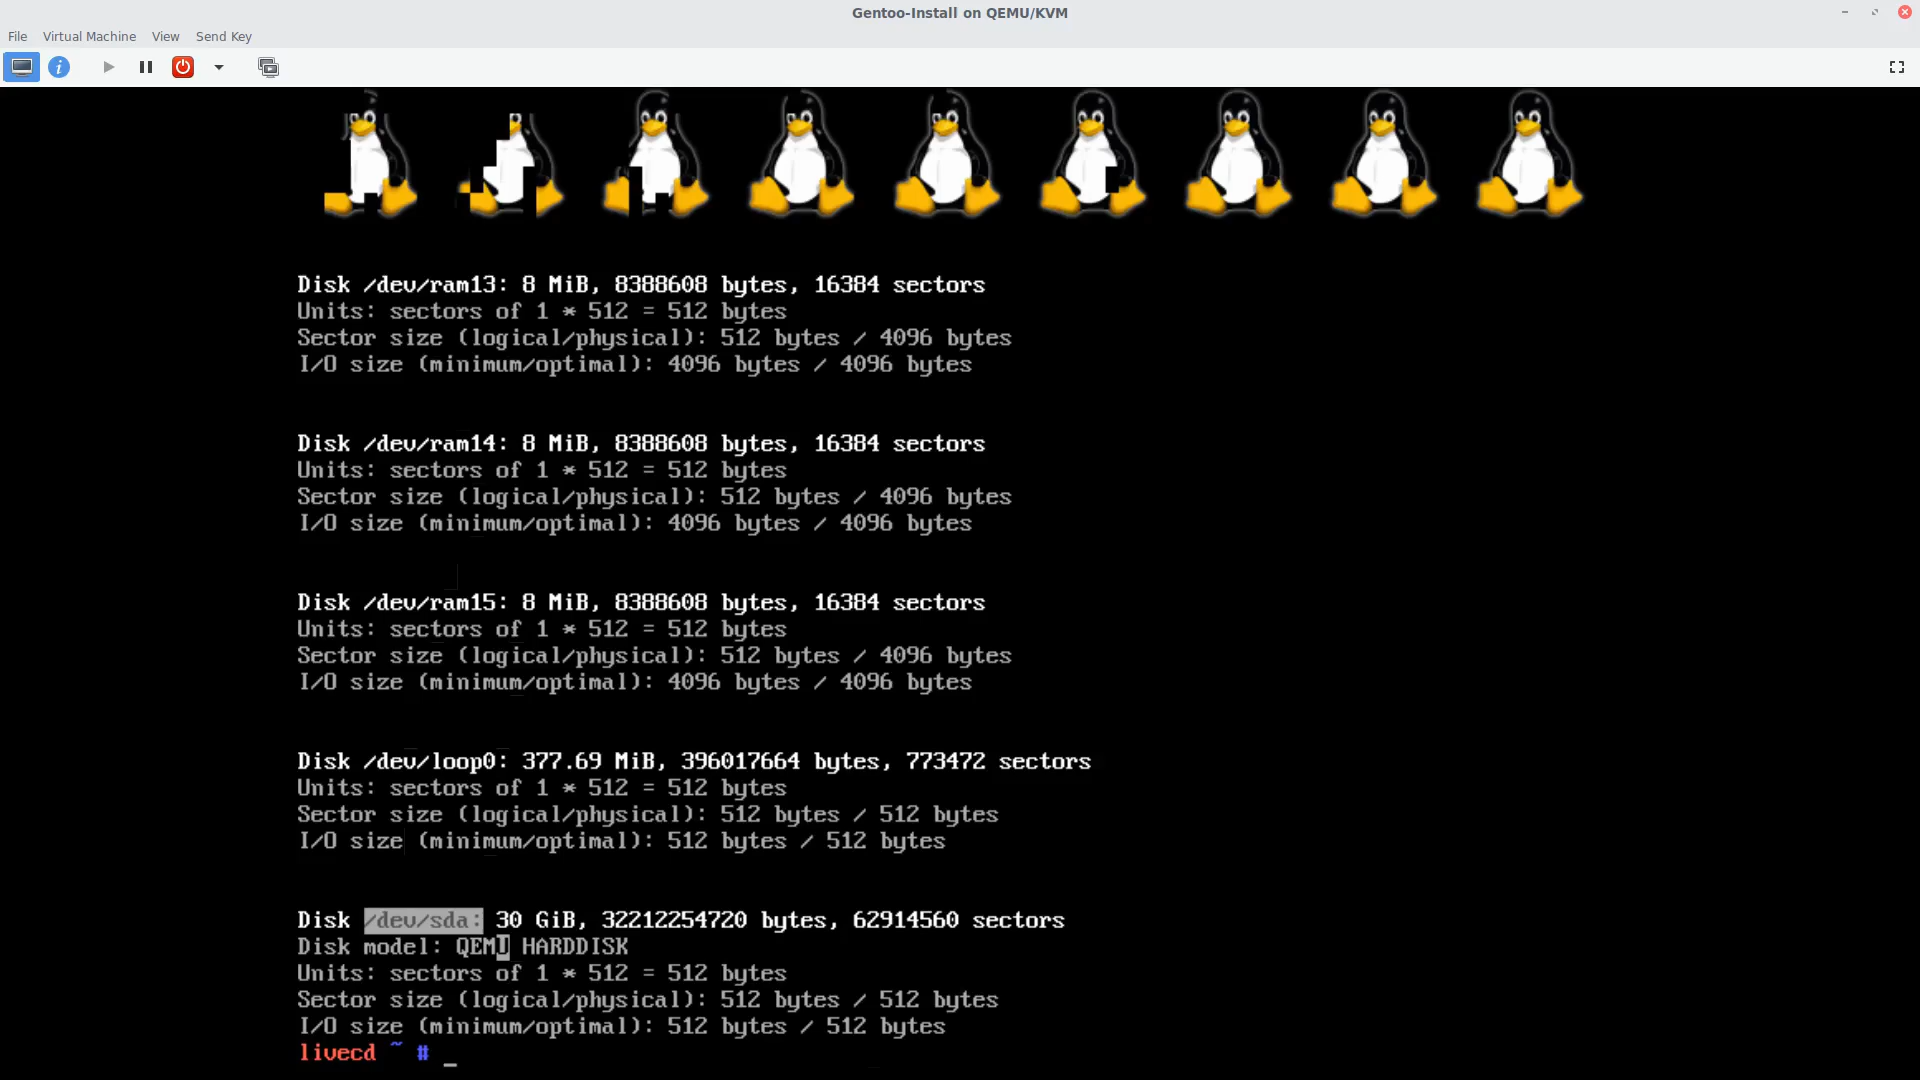 Gentoo-Install on QEMU/KVM
File Virtual Machine View Send Key
Disk /dev/ram13: 8 MiB, 8388608 bytes, 16384 sectors
Units: sectors of 1 * 512 = 512 bytes
Sector size (logical/physical): 512 bytes / 4096 bytes
I/O size (minimum/optimal): 4096 bytes / 4096 bytes
Disk /dev/ram14: 8 MiB, 8388608 bytes, 16384 sectors
Units: sectors of 1 * 512 = 512 bytes
Sector size (logical/physical): 512 bytes / 4096 bytes
I/O size (minimum/optimal): 4096 bytes / 4096 bytes
Disk /dev/ram15: 8 MiB, 8388608 bytes, 16384 sectors
Units: sectors of 1 * 512 = 512 bytes
Sector size (logical/physical): 512 bytes / 4096 bytes
I/O size (minimum/optimal): 4096 bytes / 4096 bytes
Disk /dev/loop0: 377.69 MiB, 396017664 bytes, 773472 sectors
Units: sectors of 1 * 512 = 512 bytes
Sector size (logical/physical): 512 bytes / 512 bytes
I/O size (minimum/optimal): 512 bytes / 512 bytes
Disk /dev/sda: 30 GiB, 32212254720 bytes, 62914560 sectors
Disk model: QEMU HARDDISK
Units: sectors of 1 * 512 = 512 bytes
Sector size (logical/physical): 512 bytes / 512 bytes
I/O size (minimum/optimal): 512 bytes / 512 bytes
livecd ~ # _